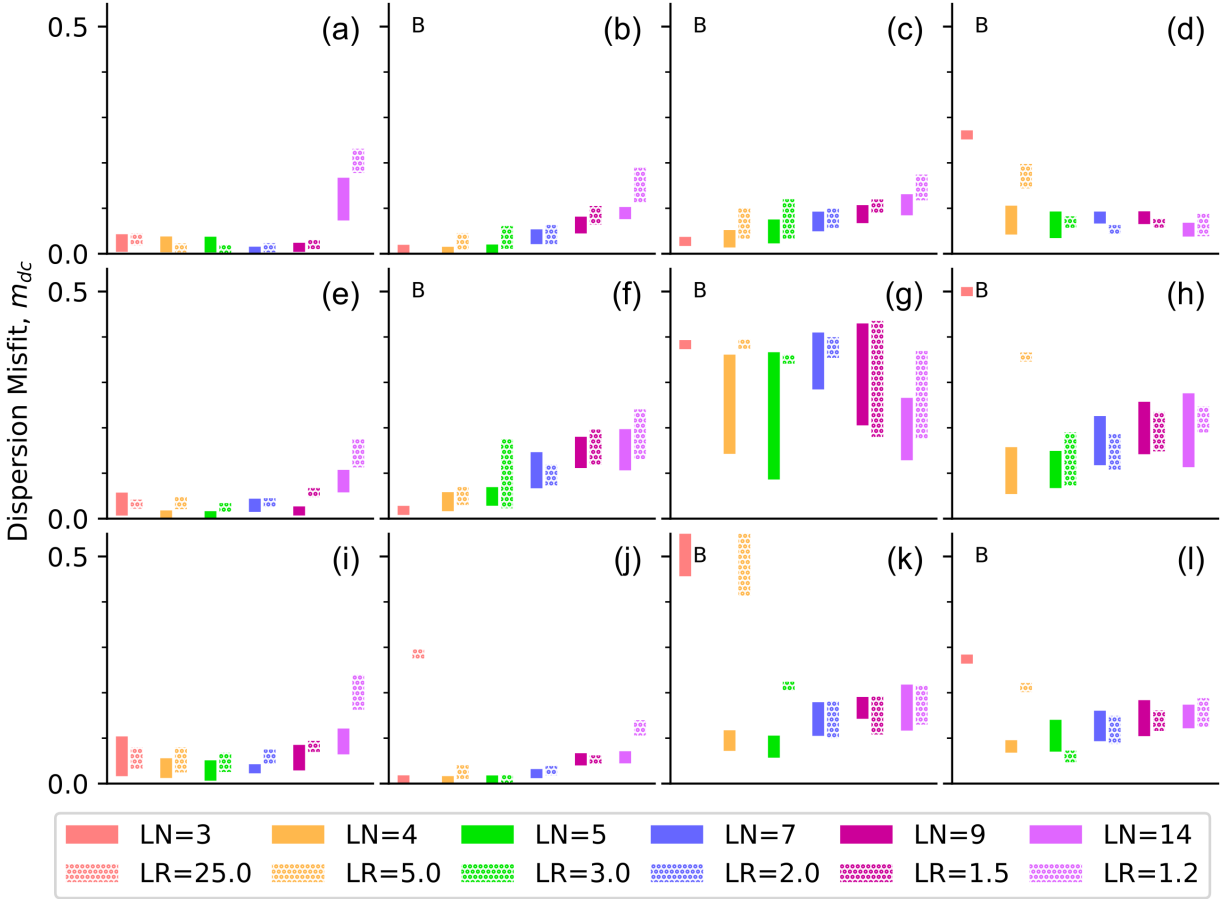 0.5 (a) B (b) B (c) B (d)
0.0
0.5 (e) B (f) B (g) B (h)
0.0
0.5 (i) (j) B (k) B (l)
0.0
Dispersion Misfit, m_dc
LN=3 LN=4 LN=5 LN=7 LN=9 LN=14
LR=25.0 LR=5.0 LR=3.0 LR=2.0 LR=1.5 LR=1.2